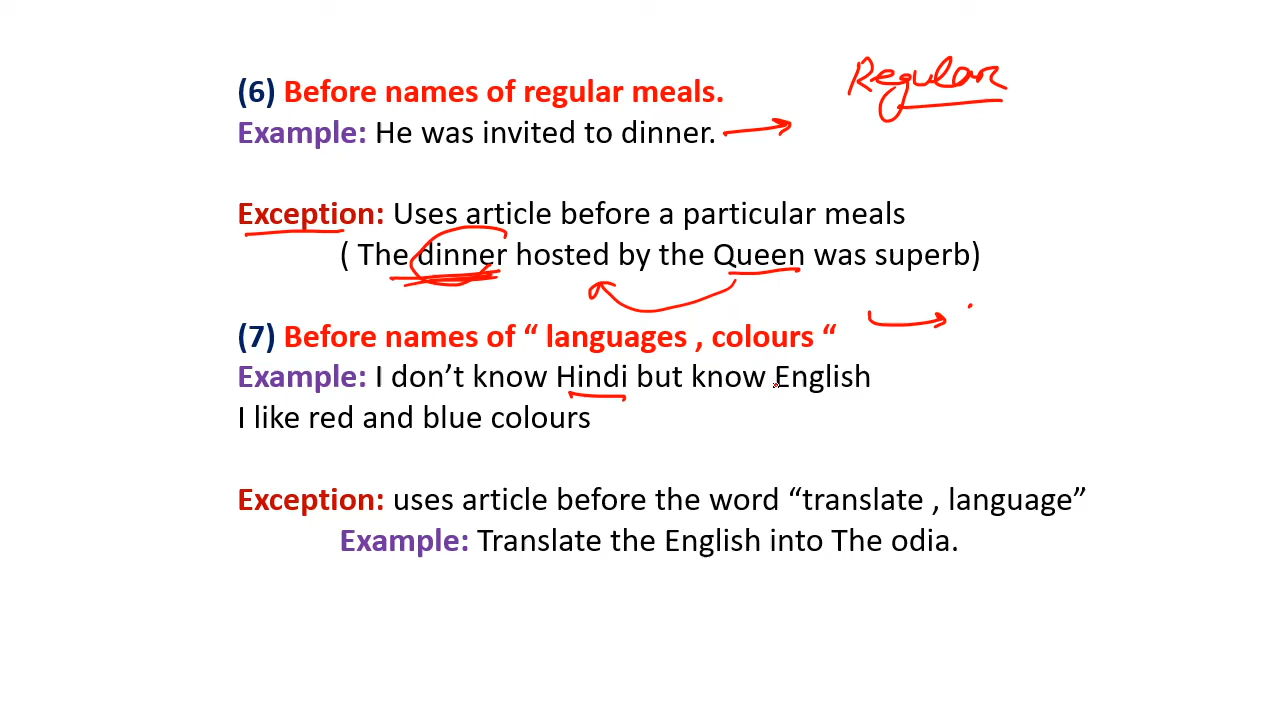 Regular
(6) Before names of regular meals.
Example: He was invited to dinner.
Exception: Uses article before a particular meals
( The dinner hosted by the Queen was superb)
(7) Before names of “ languages , colours “
Example: I don’t know Hindi but know English
I like red and blue colours
Exception: uses article before the word “translate , language”
Example: Translate the English into The odia.